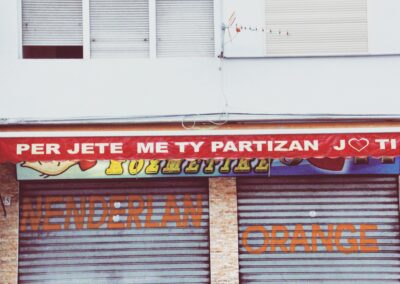 PER JETE ME TY PARTIZAN J♡TI
NENDERLAN
ORANGE